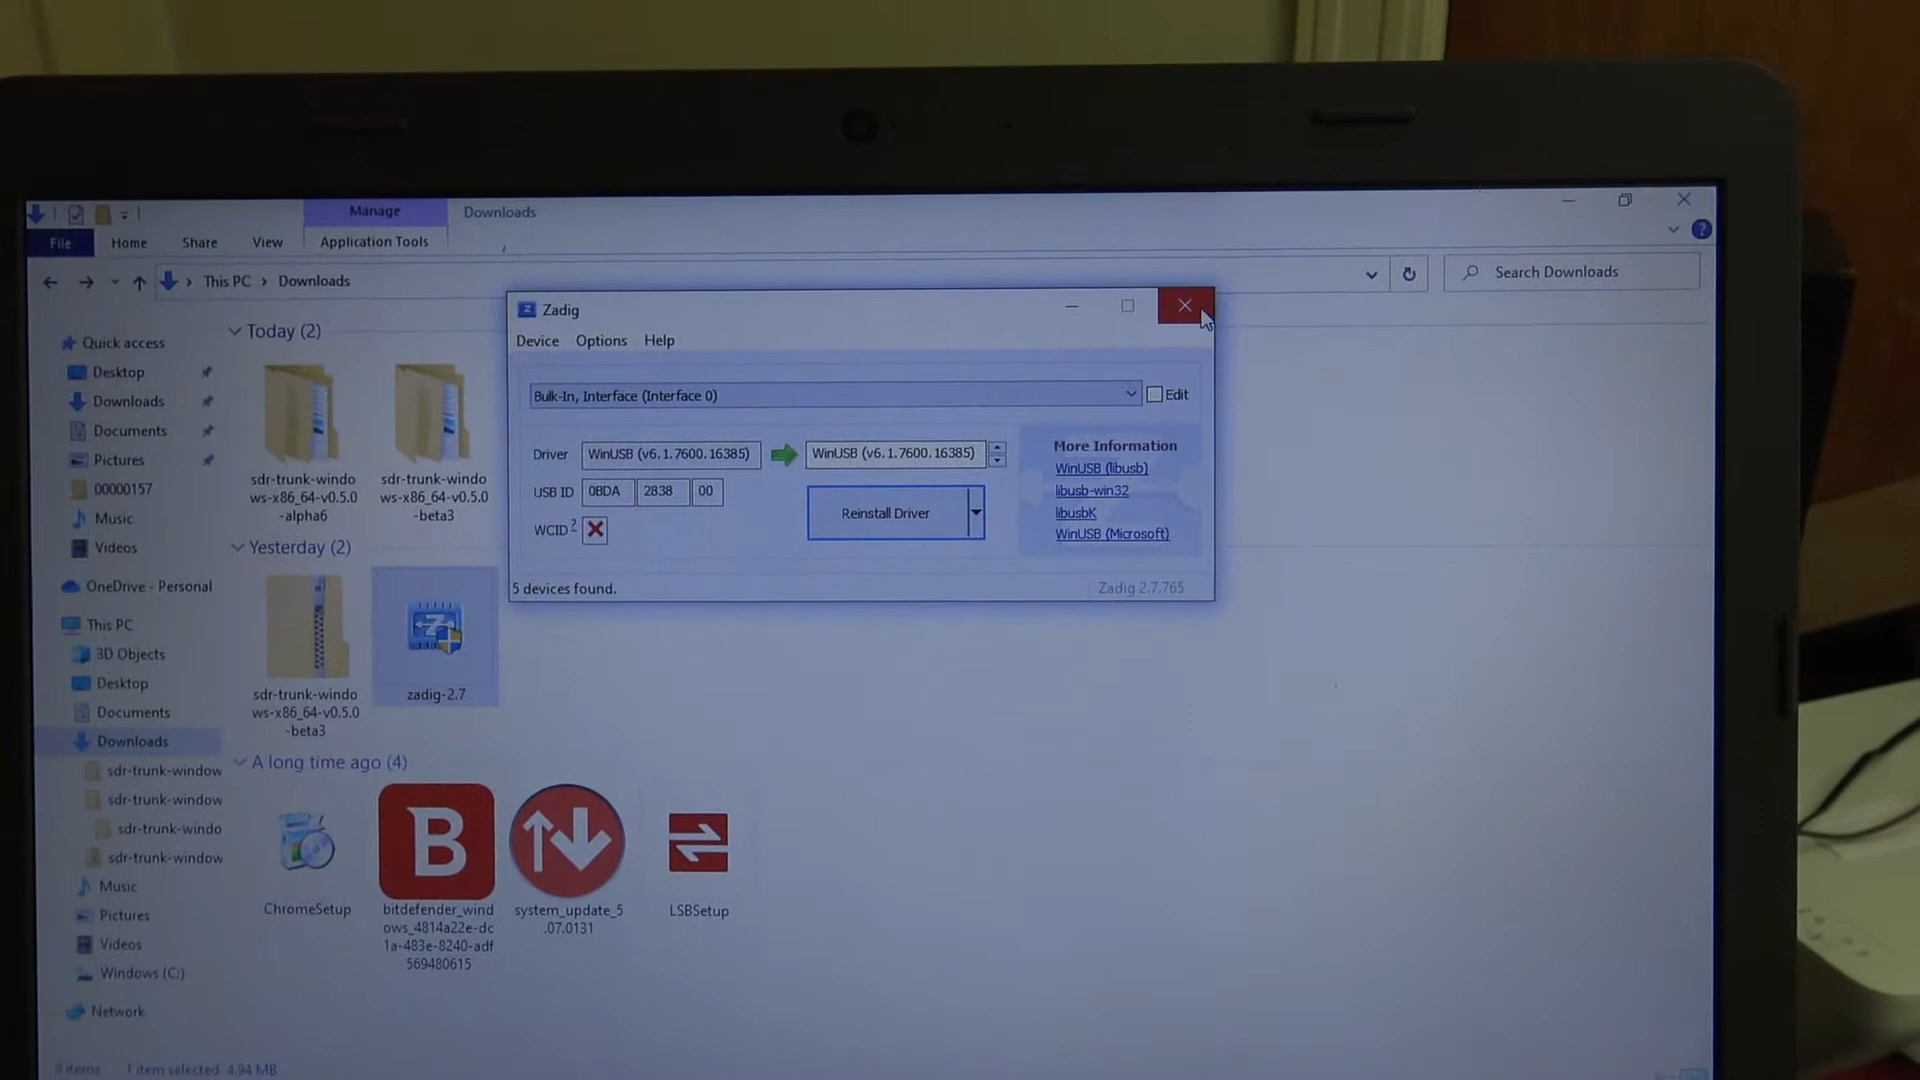 Manage
Downloads
File
Home
Share
View
Application Tools
This PC
Downloads
Search Downloads
Quick access
Desktop
Downloads
Documents
Pictures
00000157
Music
Videos
OneDrive - Personal
This PC
3D Objects
Desktop
Documents
Downloads
sdr-trunk-window
sdr-trunk-window
sdr-trunk-windo
sdr-trunk-window
Music
Pictures
Videos
Windows (C:)
Network
Today (2)
sdr-trunk-windo
ws-x86_64-v0.5.0
-alpha6
sdr-trunk-windo
ws-x86_64-v0.5.0
-beta3
Yesterday (2)
sdr-trunk-windo
ws-x86_64-v0.5.0
-beta3
zadig-2.7
A long time ago (4)
ChromeSetup
B
bitdefender_wind
ows_4814a22e-dc
1a-483e-8240-adf
569480615
system_update_5
.07.0131
LSBSetup
8 items
1 item selected 4.94 MB
Zadig
Device
Options
Help
Bulk-In, Interface (Interface 0)
Edit
Driver
WinUSB (v6.1.7600.16385)
WinUSB (v6.1.7600.16385)
USB ID
0BDA
2838
00
WCID ?
Reinstall Driver
More Information
WinUSB (libusb)
libusb-win32
libusbK
WinUSB (Microsoft)
5 devices found.
Zadig 2.7.765